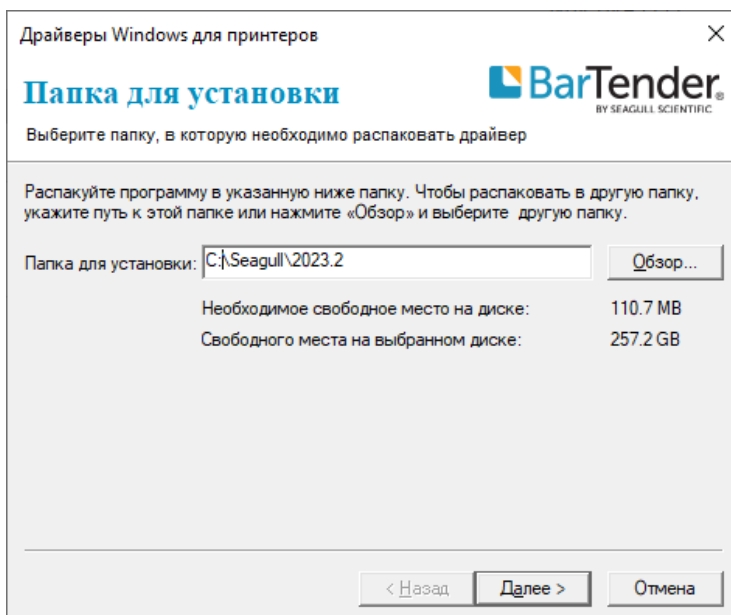 Драйверы Windows для принтеров
Папка для установки
BarTender®
BY SEAGULL SCIENTIFIC
Выберите папку, в которую необходимо распаковать драйвер
Распакуйте программу в указанную ниже папку. Чтобы распаковать в другую папку,
укажите путь к этой папке или нажмите «Обзор» и выберите другую папку.
Папка для установки: C:\Seagull\2023.2 Обзор...
Необходимое свободное место на диске: 110.7 MB
Свободного места на выбранном диске: 257.2 GB
< Назад Далее > Отмена